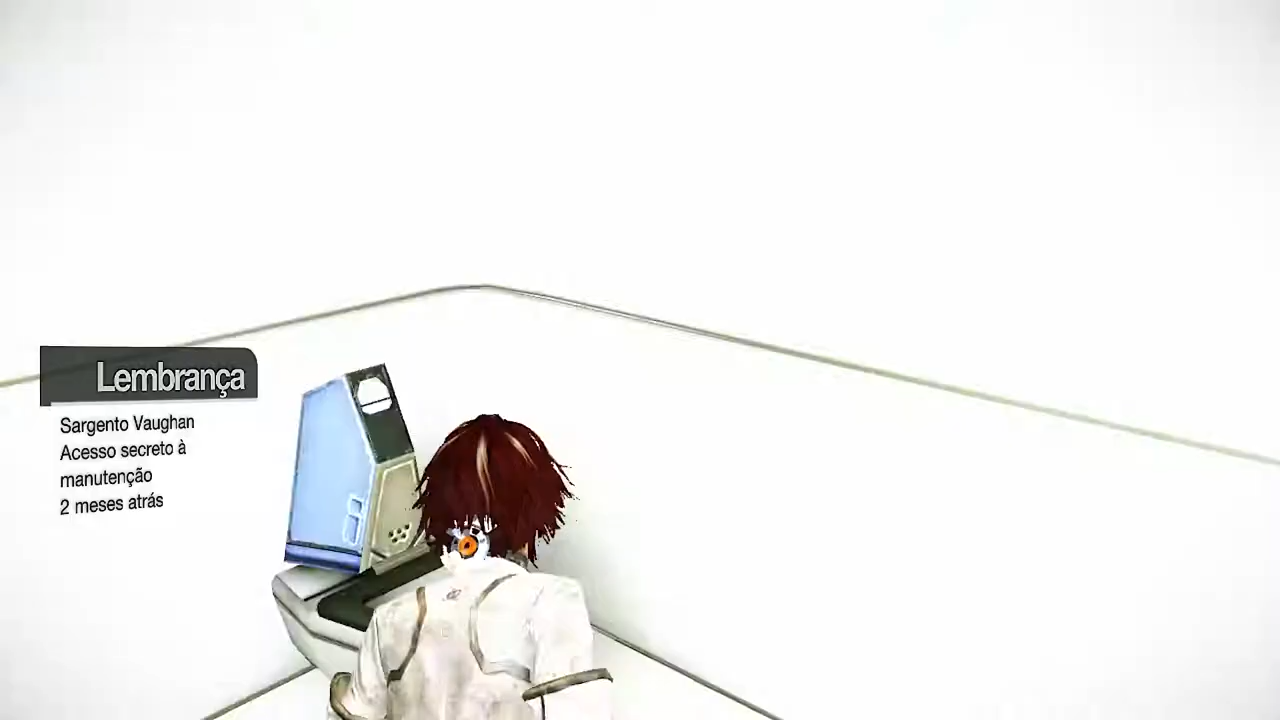 Lembrança
Sargento Vaughan
Acesso secreto à
manutenção
2 meses atrás